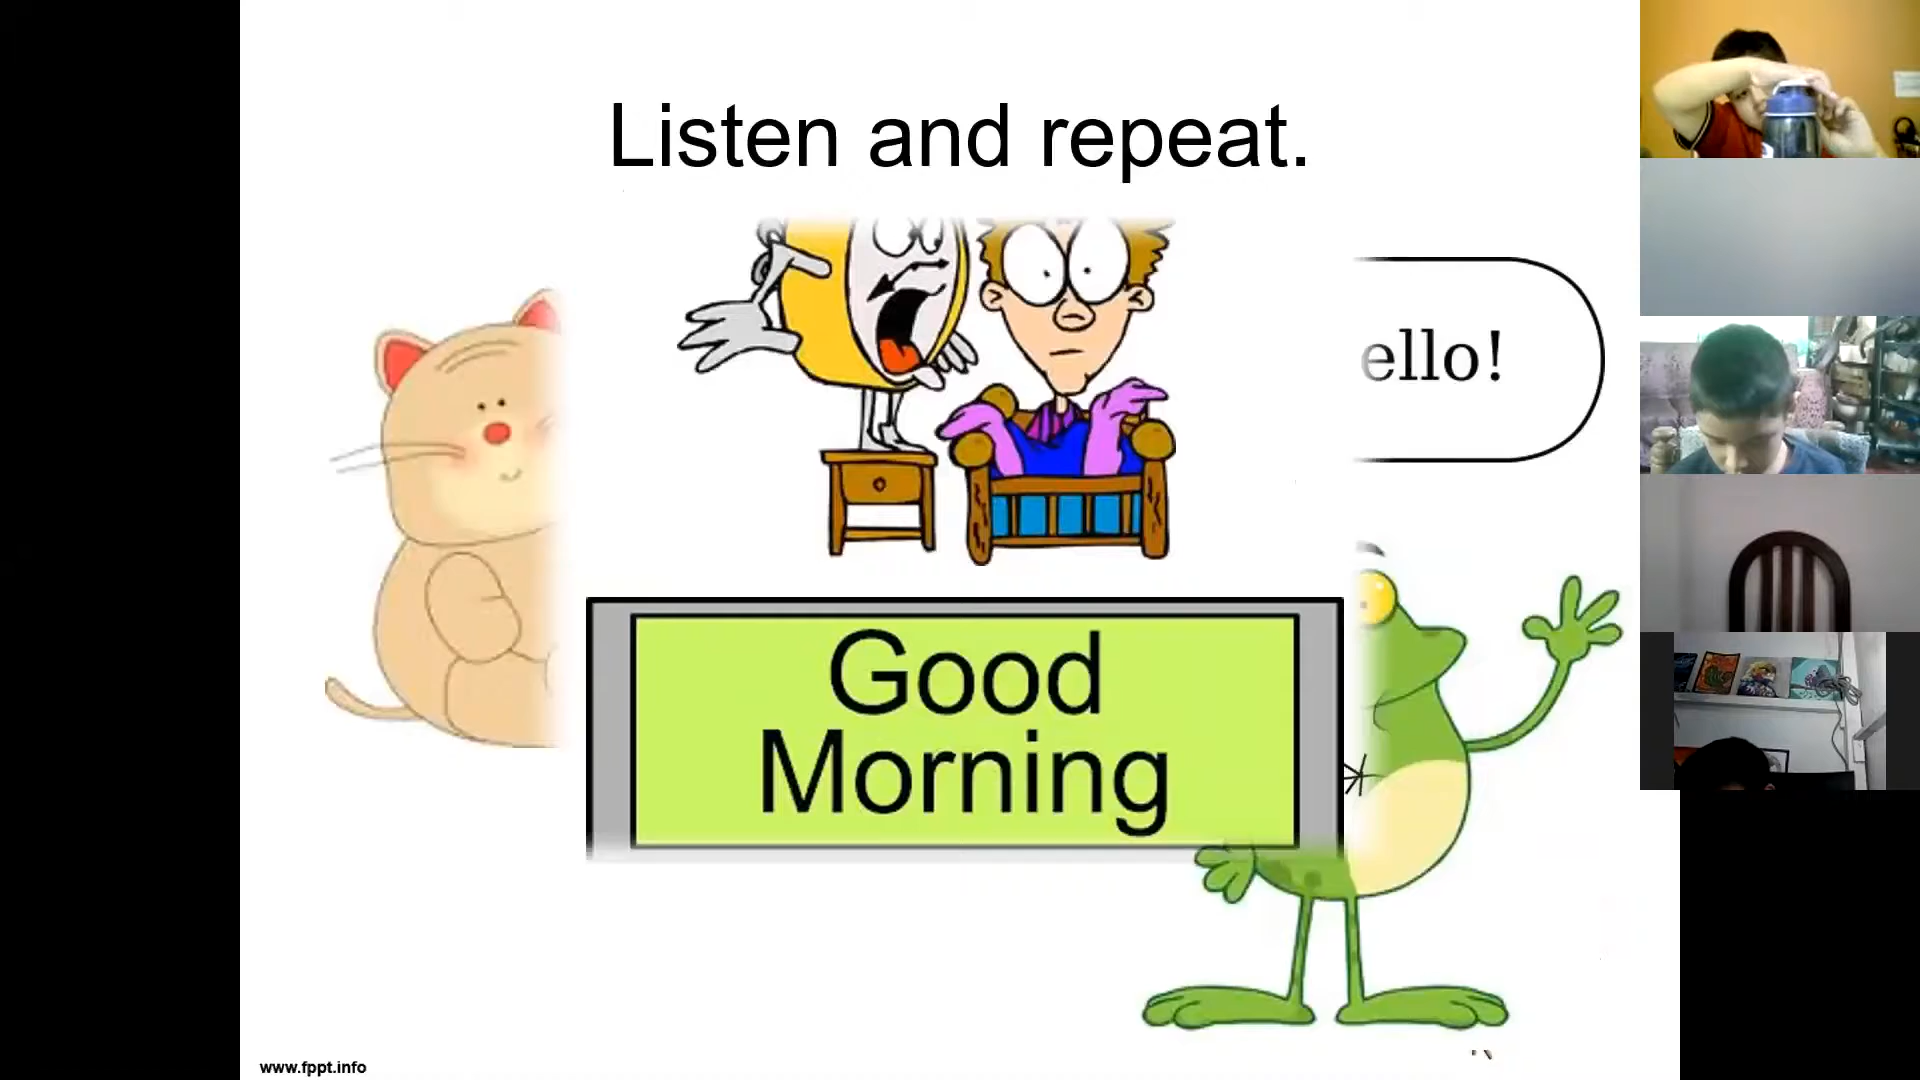 Listen and repeat.
ello!
Good
Morning
www.fppt.info